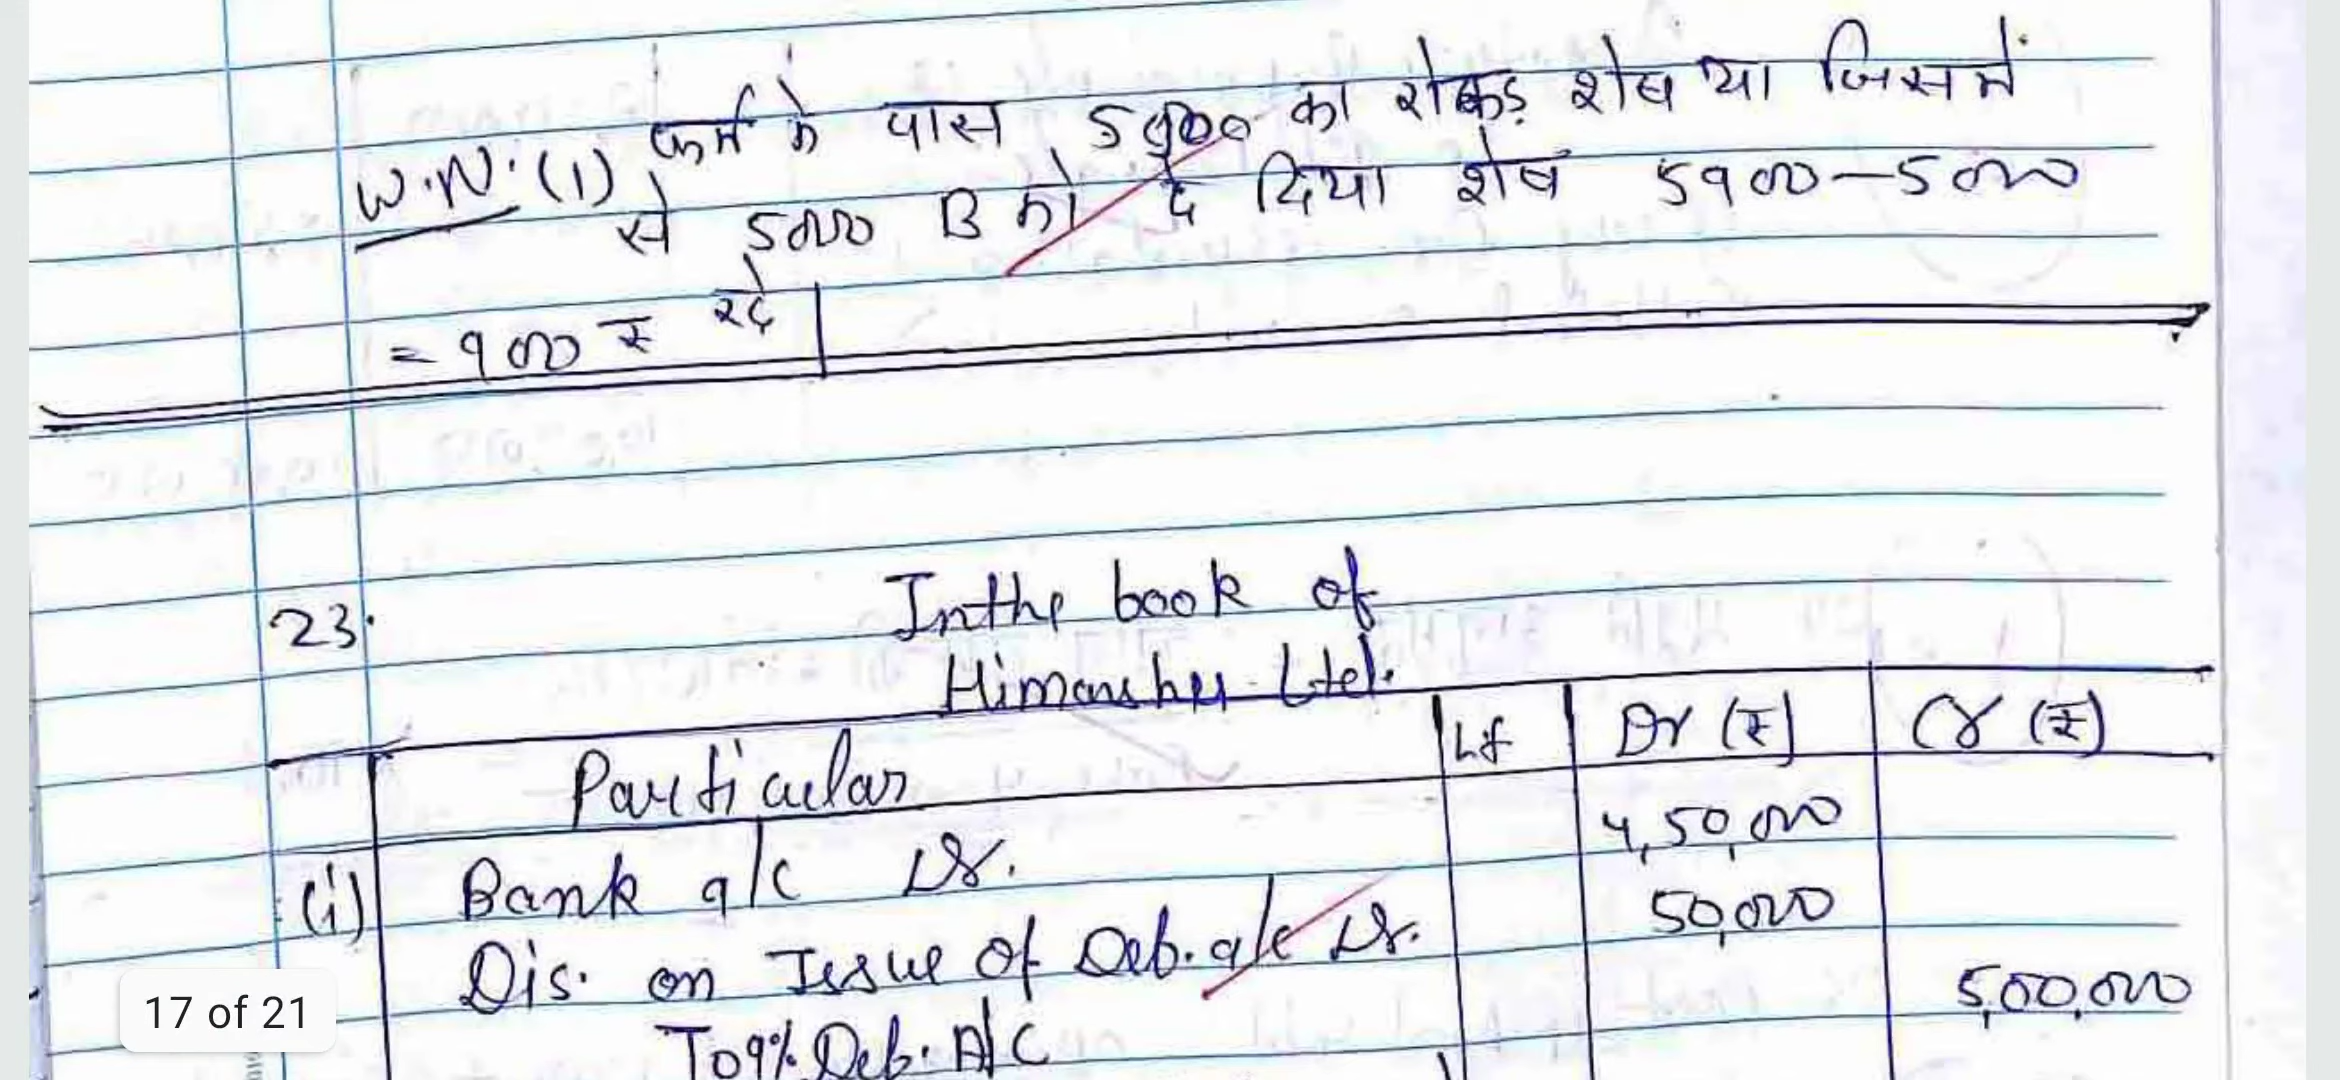 W.N. (1) फर्म के पास 5900 का रोकड़ शेष था जिसमें
से 5000 B को दे दिया शेष 5900 – 5000
= 900 ₹ रहे
23. In the book of
Himanshu Ltd.
Particular Lf Dr (₹) Cr (₹)
(i) Bank a/c Dr. 4,50,000
Dis. on Issue of Deb. a/c Dr. 50,000
To 9% Deb. A/C 5,00,000
17 of 21